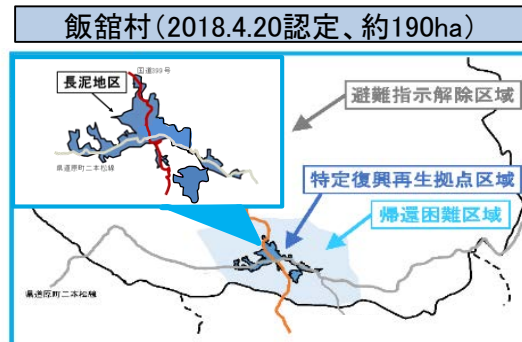 飯舘村(2018.4.20認定、約190ha)
国道399号
長泥地区
県道原町二本松線
避難指示解除区域
特定復興再生拠点区域
帰還困難区域
県道原町二本松線